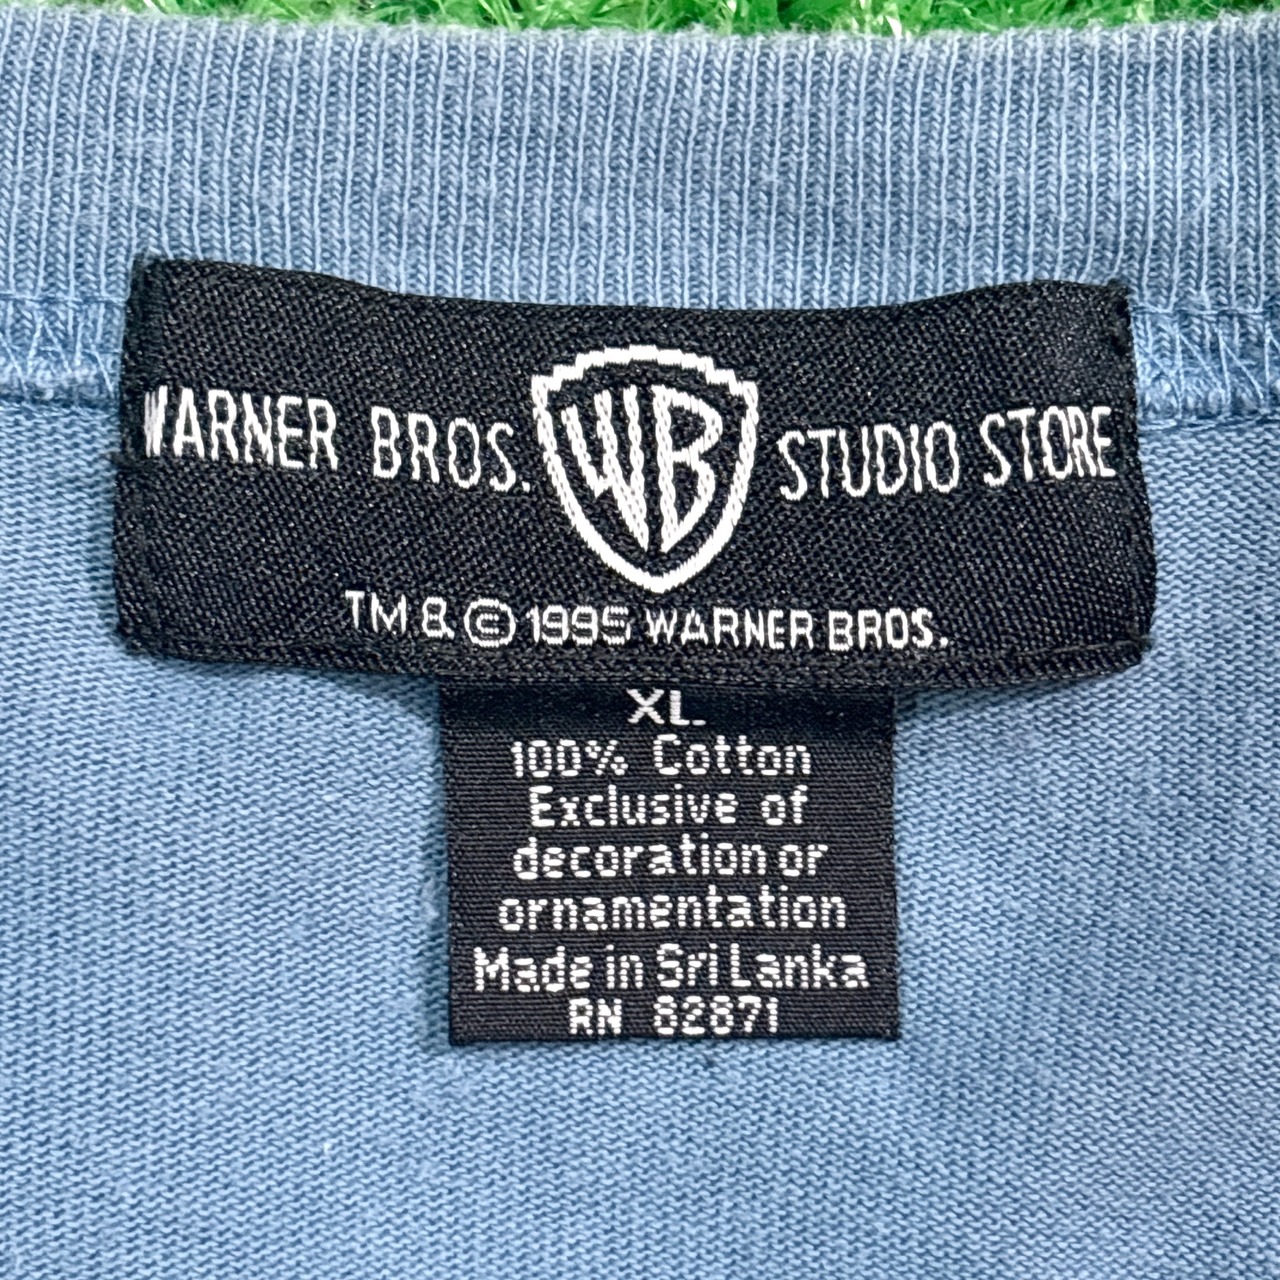 WARNER BROS. WB STUDIO STORE
TM & © 1995 WARNER BROS.
XL.
100% Cotton
Exclusive of
decoration or
ornamentation
Made in Sri Lanka
RN 82871